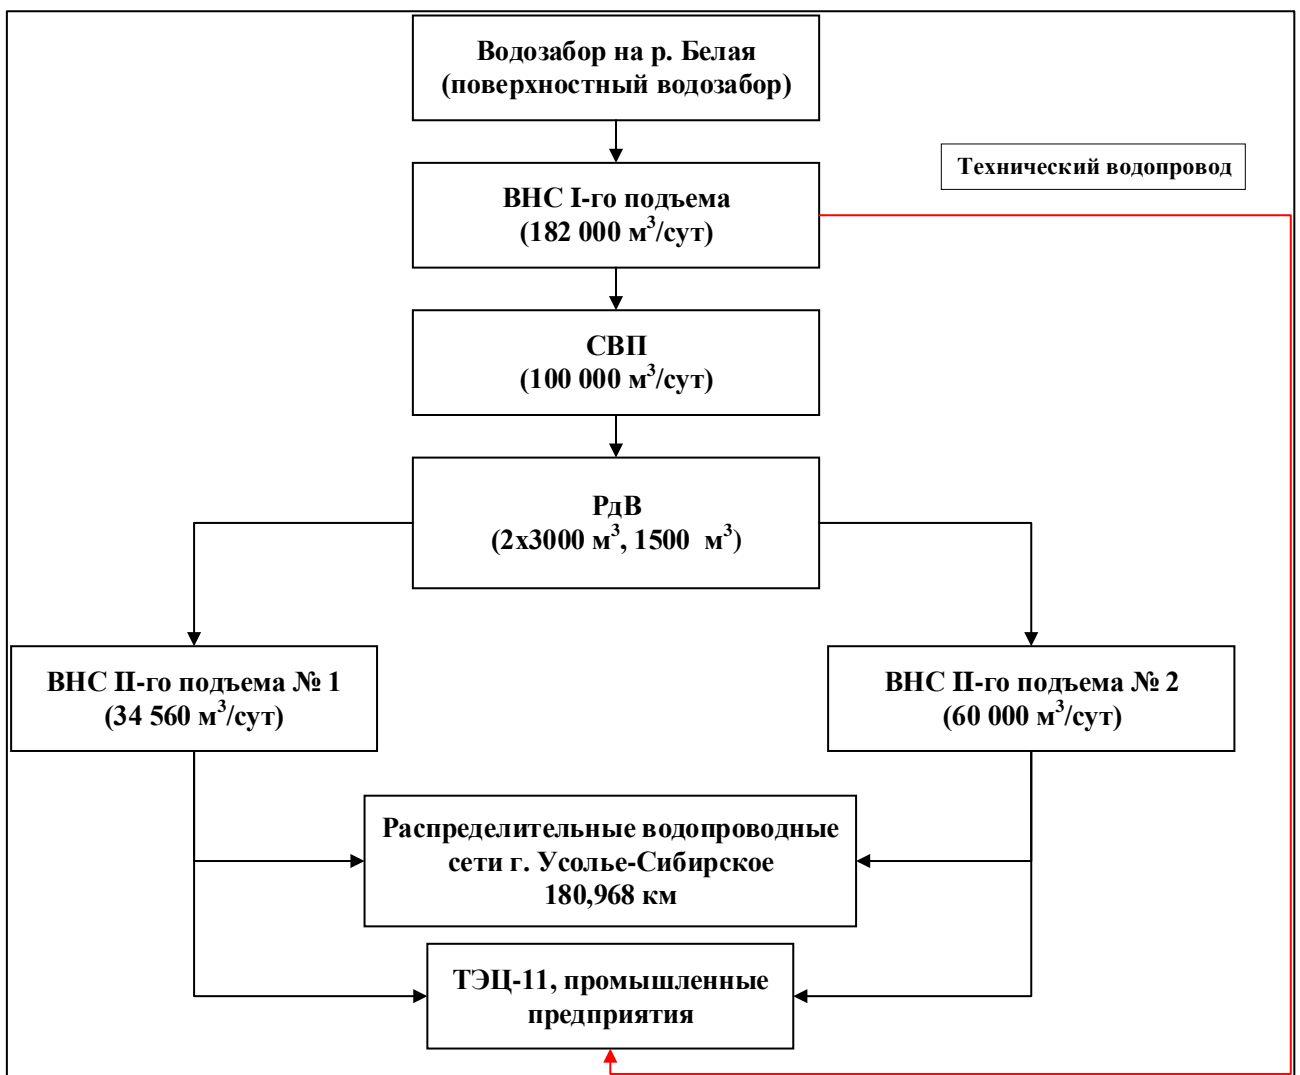 Водозабор на р. Белая
(поверхностный водозабор)
Технический водопровод
ВНС I-го подъема
(182 000 м³/сут)
СВП
(100 000 м³/сут)
РдВ
(2х3000 м³, 1500 м³)
ВНС II-го подъема № 1
(34 560 м³/сут)
ВНС II-го подъема № 2
(60 000 м³/сут)
Распределительные водопроводные
сети г. Усолье-Сибирское
180,968 км
ТЭЦ-11, промышленные
предприятия